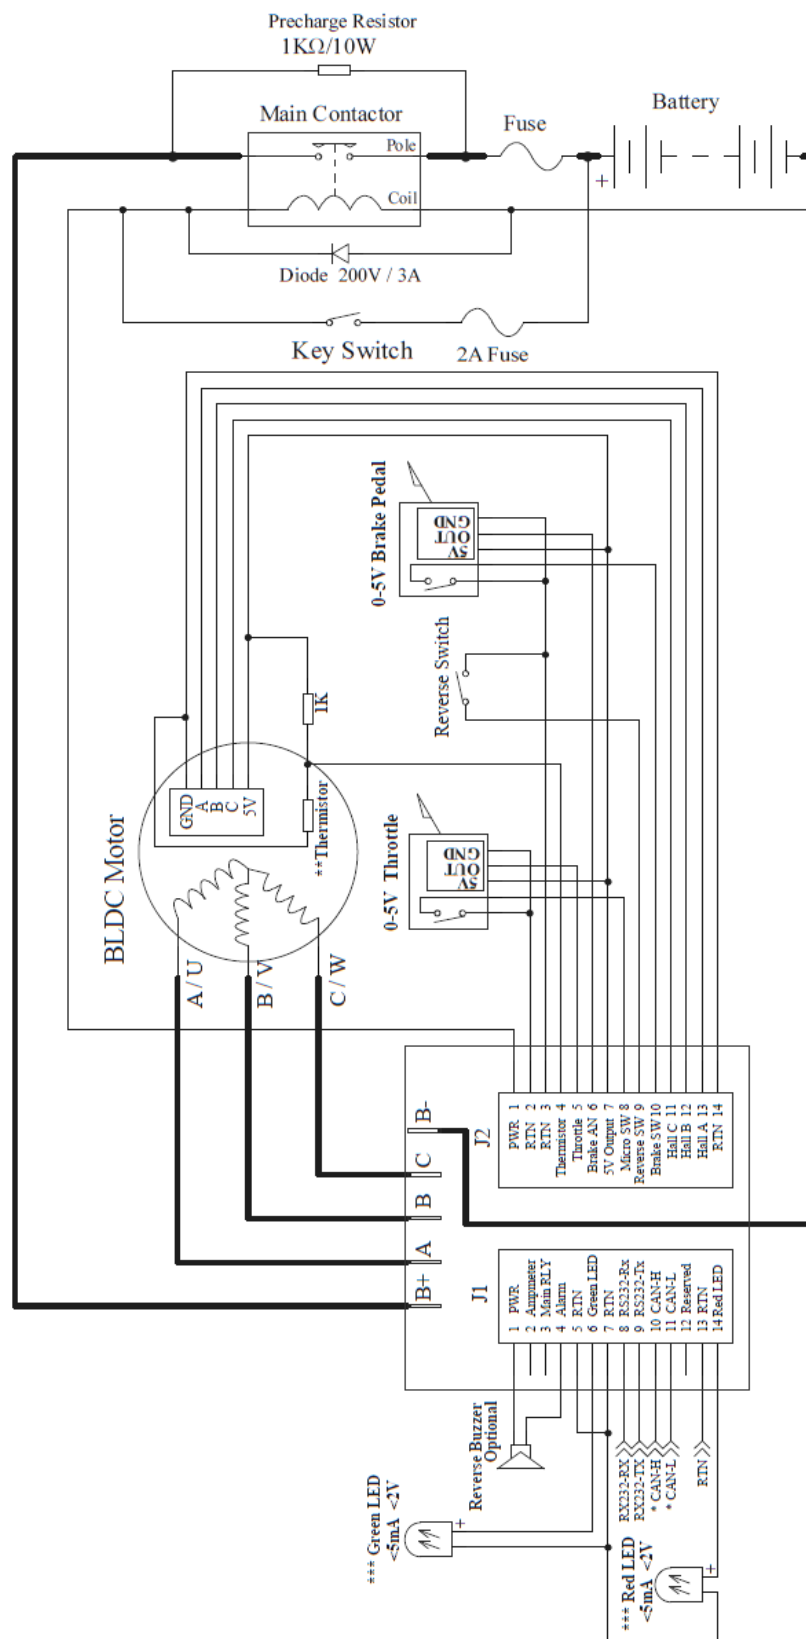 Precharge Resistor
1KΩ/10W
Main Contactor
Pole
Coil
Fuse
Battery
+
Diode 200V / 3A
Key Switch
2A Fuse
0-5V Brake Pedal
GND
OUT
5V
Reverse Switch
1K
BLDC Motor
GND
A
B
C
5V
**Thermistor
0-5V Throttle
GND
OUT
5V
A / U
B / V
C / W
B-
C
B
A
B+
J2
PWR 1
RTN 2
RTN 3
Thermistor 4
Throttle 5
Brake AN 6
5V Output 7
Micro SW 8
Reverse SW 9
Brake SW 10
Hall C 11
Hall B 12
Hall A 13
RTN 14
J1
1 PWR
2 Ampmeter
3 Main RLY
4 Alarm
5 RTN
6 Green LED
7 RTN
8 RS232-Rx
9 RS232-Tx
10 CAN-H
11 CAN-L
12 Reserved
13 RTN
14 Red LED
Reverse Buzzer
Optional
RX232-RX
RX232-TX
* CAN-H
* CAN-L
RTN
*** Green LED
<5mA <2V
+
*** Red LED
<5mA <2V
+